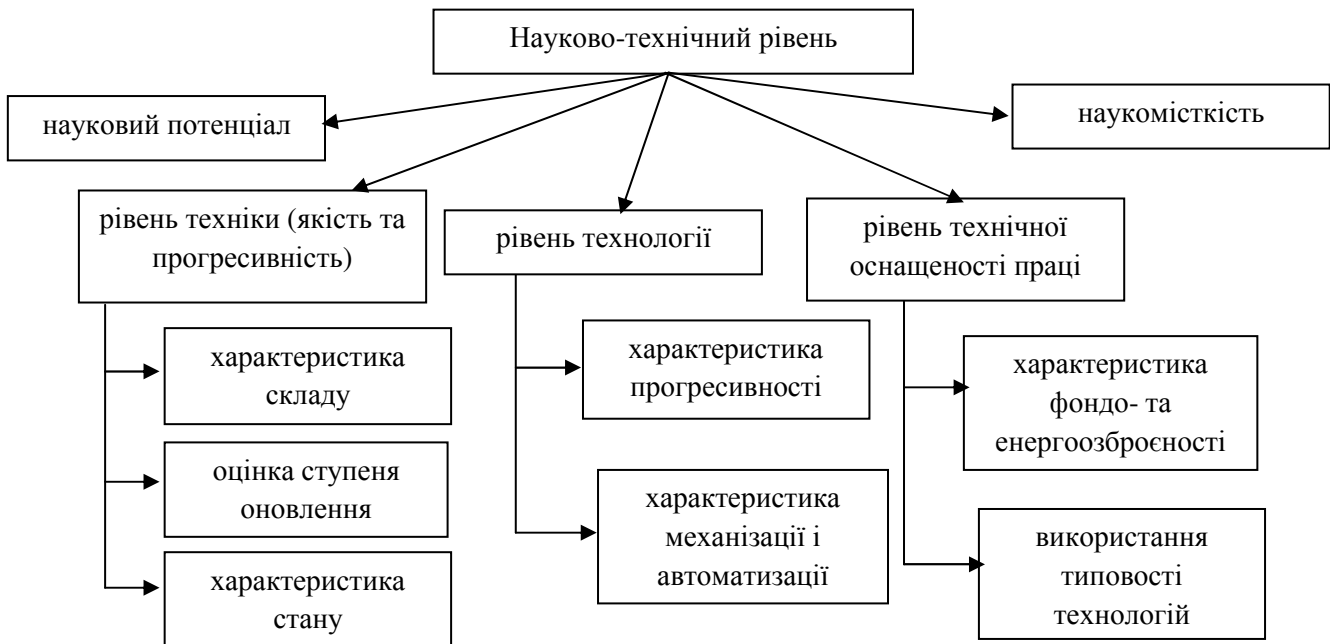 Науково-технічний рівень
науковий потенціал
наукомісткість
рівень техніки (якість та
прогресивність)
рівень технології
рівень технічної
оснащеності праці
характеристика
складу
оцінка ступеня
оновлення
характеристика
стану
характеристика
прогресивності
характеристика
механізації і
автоматизації
характеристика
фондо- та
енергоозброєності
використання
типовості
технологій